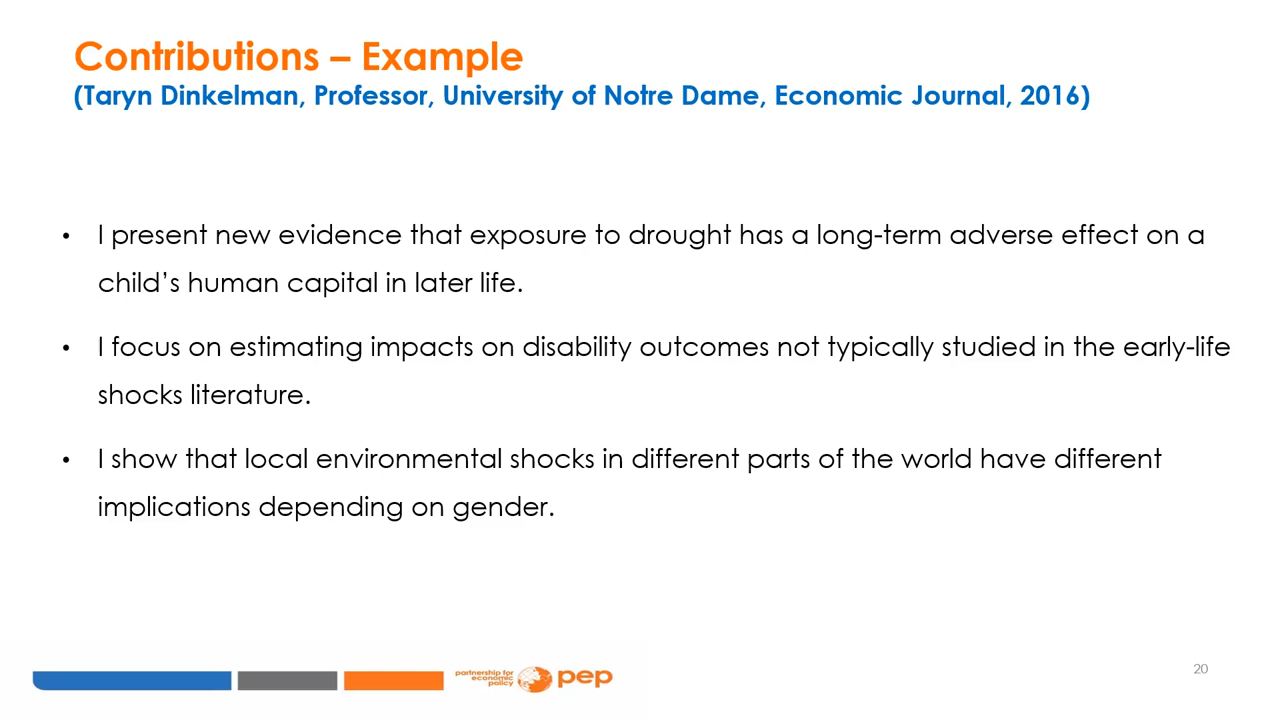 Contributions – Example
(Taryn Dinkelman, Professor, University of Notre Dame, Economic Journal, 2016)
• I present new evidence that exposure to drought has a long-term adverse effect on a
child’s human capital in later life.
• I focus on estimating impacts on disability outcomes not typically studied in the early-life
shocks literature.
• I show that local environmental shocks in different parts of the world have different
implications depending on gender.
partnership for
economic
policy
pep
20